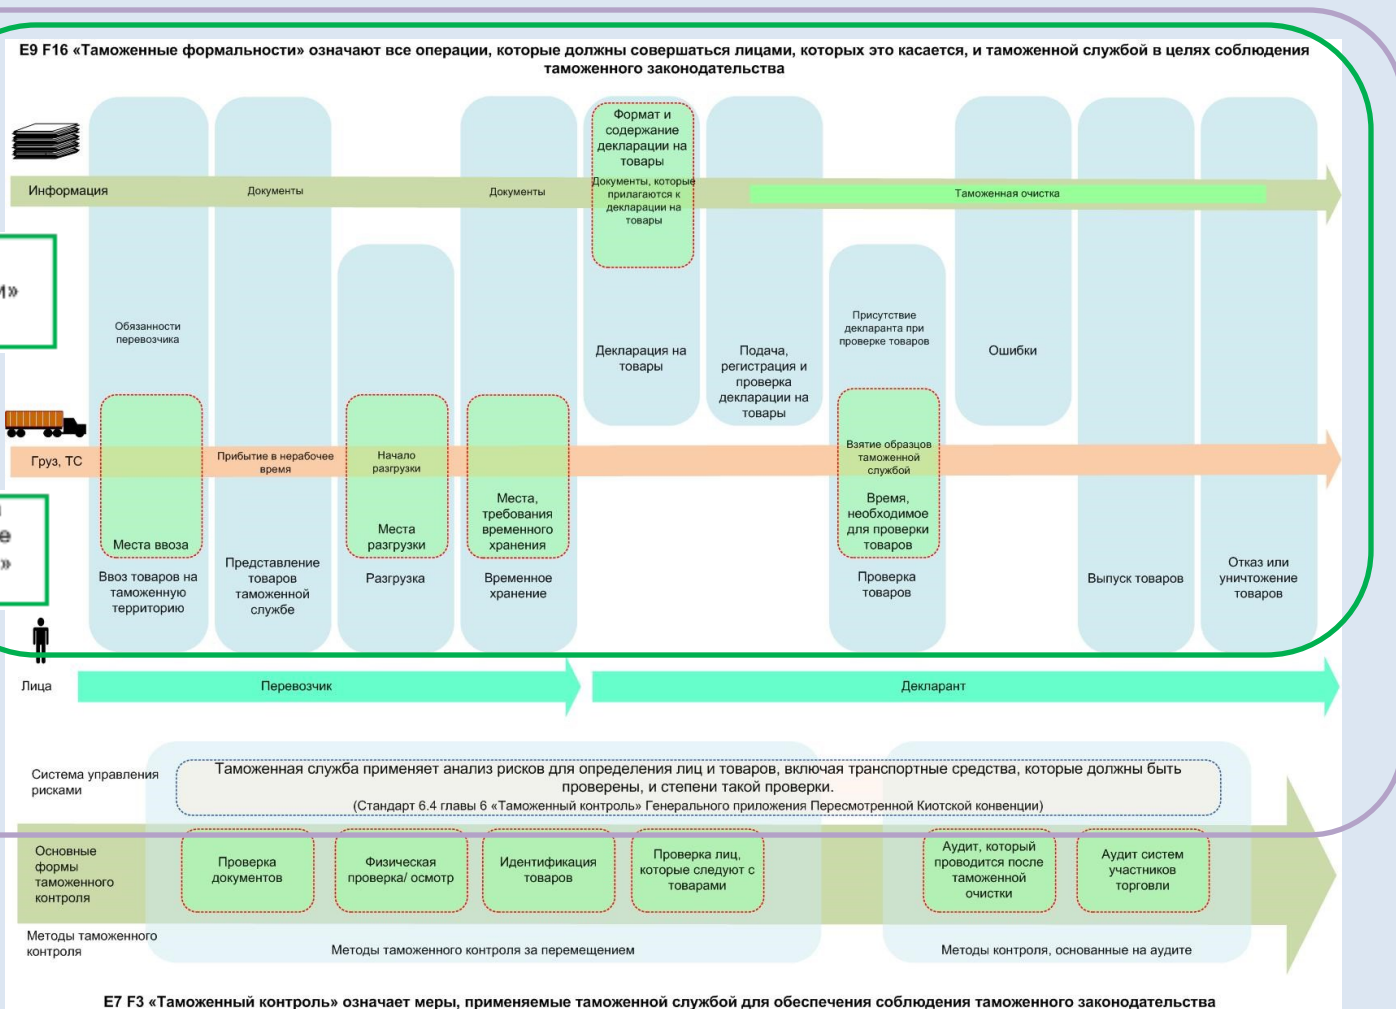 E9 F16 «Таможенные формальности» означают все операции, которые должны совершаться лицами, которых это касается, и таможенной службой в целях соблюдения
таможенного законодательства
Формат и
содержание
декларации на
товары
Информация
Документы
Документы
Документы, которые
прилагаются к
декларации на
товары
Таможенная очистка
и»
Обязанности
перевозчика
Декларация на
товары
Подача,
регистрация и
проверка
декларации на
товары
Присутствие
декларанта при
проверке товаров
Ошибки
Груз, ТС
Прибытие в нерабочее
время
Начало
разгрузки
Взятие образцов
таможенной
службой
Места ввоза
Места
разгрузки
Места,
требования
временного
хранения
Время,
необходимое
для проверки
товаров
е
»
Ввоз товаров на
таможенную
территорию
Представление
товаров
таможенной
службе
Разгрузка
Временное
хранение
Проверка
товаров
Выпуск товаров
Отказ или
уничтожение
товаров
Лица
Перевозчик
Декларант
Система управления
рисками
Таможенная служба применяет анализ рисков для определения лиц и товаров, включая транспортные средства, которые должны быть
проверены, и степени такой проверки.
(Стандарт 6.4 главы 6 «Таможенный контроль» Генерального приложения Пересмотренной Киотской конвенции)
Основные
формы
таможенного
контроля
Проверка
документов
Физическая
проверка/ осмотр
Идентификация
товаров
Проверка лиц,
которые следуют с
товарами
Аудит, который
проводится после
таможенной
очистки
Аудит систем
участников
торговли
Методы таможенного
контроля
Методы таможенного контроля за перемещением
Методы контроля, основанные на аудите
E7 F3 «Таможенный контроль» означает меры, применяемые таможенной службой для обеспечения соблюдения таможенного законодательства